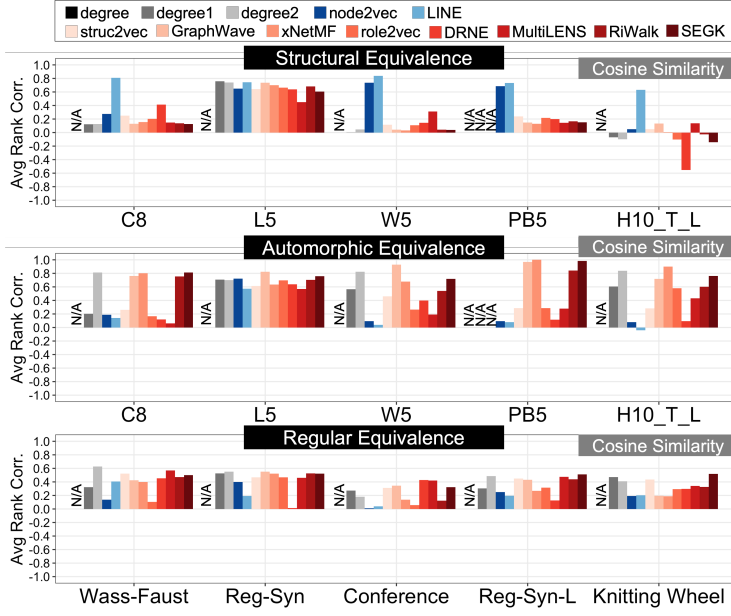 degree degree1 degree2 node2vec LINE
struc2vec GraphWave xNetMF role2vec DRNE MultiLENS RiWalk SEGK
Structural Equivalence
Cosine Similarity
Avg Rank Corr.
1.0
0.8
0.6
0.4
0.2
0.0
-0.2
-0.4
-0.6
-0.8
-1.0
N/A N/A N/A N/A N/A N/A N/A
C8 L5 W5 PB5 H10_T_L
Automorphic Equivalence
Cosine Similarity
Avg Rank Corr.
1.0
0.8
0.6
0.4
0.2
0.0
-0.2
-0.4
-0.6
-0.8
-1.0
N/A N/A N/A N/A N/A N/A N/A
C8 L5 W5 PB5 H10_T_L
Regular Equivalence
Cosine Similarity
Avg Rank Corr.
1.0
0.8
0.6
0.4
0.2
0.0
-0.2
-0.4
-0.6
-0.8
-1.0
N/A N/A N/A N/A N/A
Wass-Faust Reg-Syn Conference Reg-Syn-L Knitting Wheel